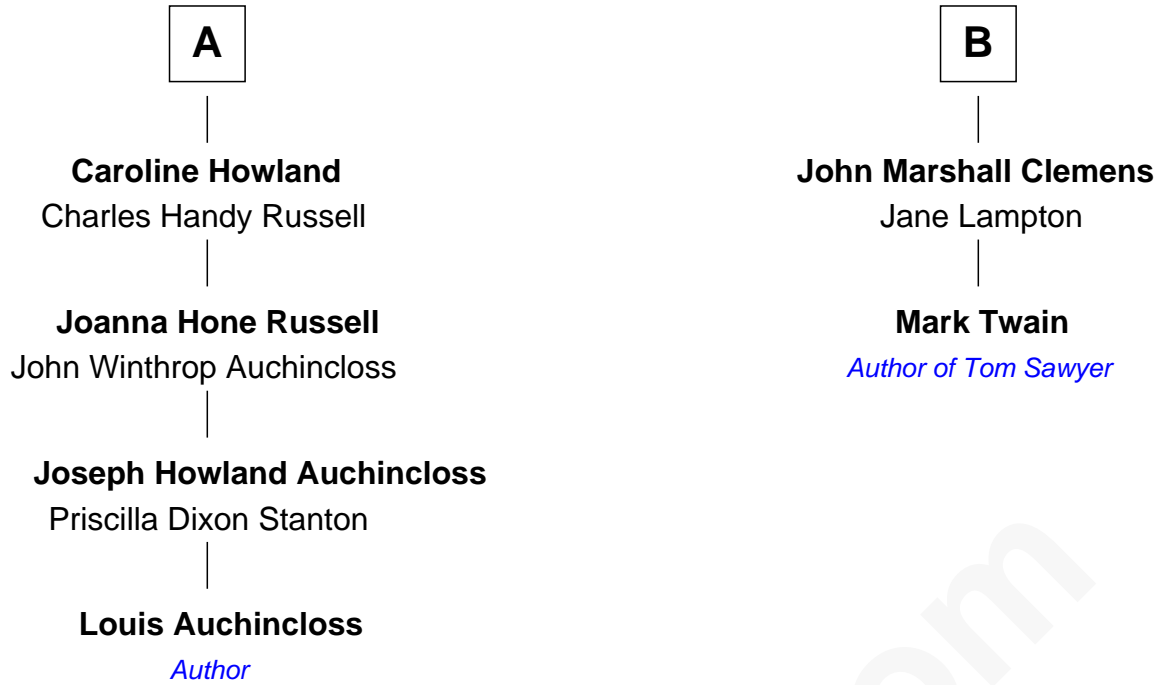 A
Caroline Howland
Charles Handy Russell
Joanna Hone Russell
John Winthrop Auchincloss
Joseph Howland Auchincloss
Priscilla Dixon Stanton
Louis Auchincloss
Author
B
John Marshall Clemens
Jane Lampton
Mark Twain
Author of Tom Sawyer
om